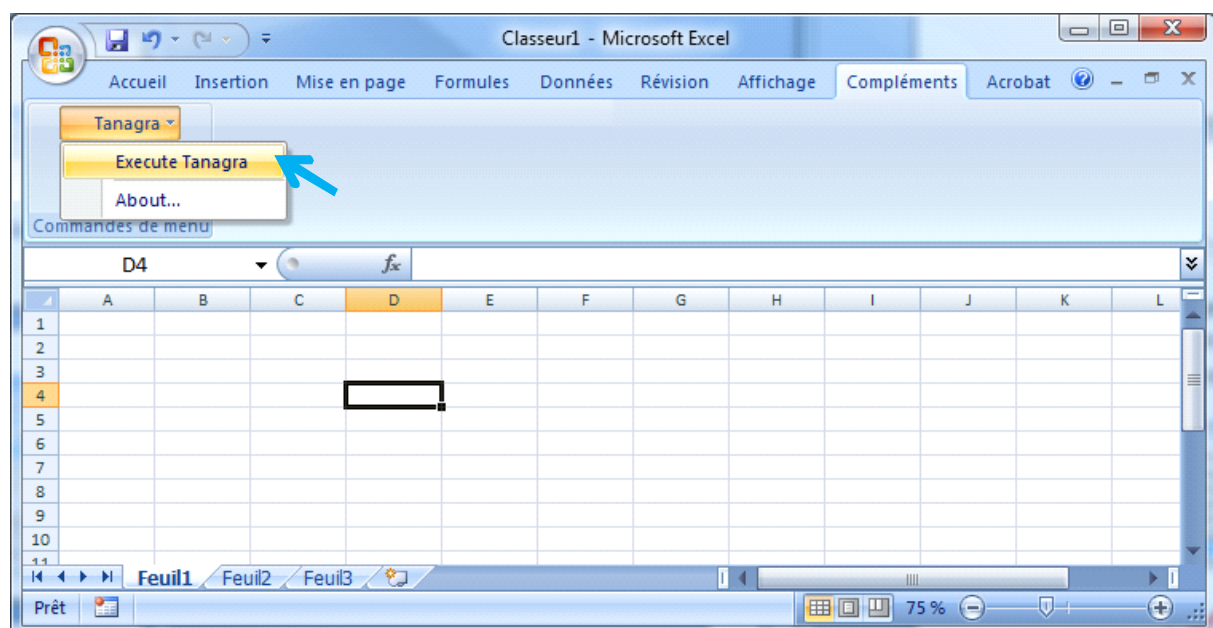 Classeur1 - Microsoft Excel
Accueil Insertion Mise en page Formules Données Révision Affichage Compléments Acrobat
Tanagra
Execute Tanagra
About...
Commandes de menu
D4 fx
A B C D E F G H I J K L
1
2
3
4
5
6
7
8
9
10
11
Feuil1 Feuil2 Feuil3
Prêt 75 %